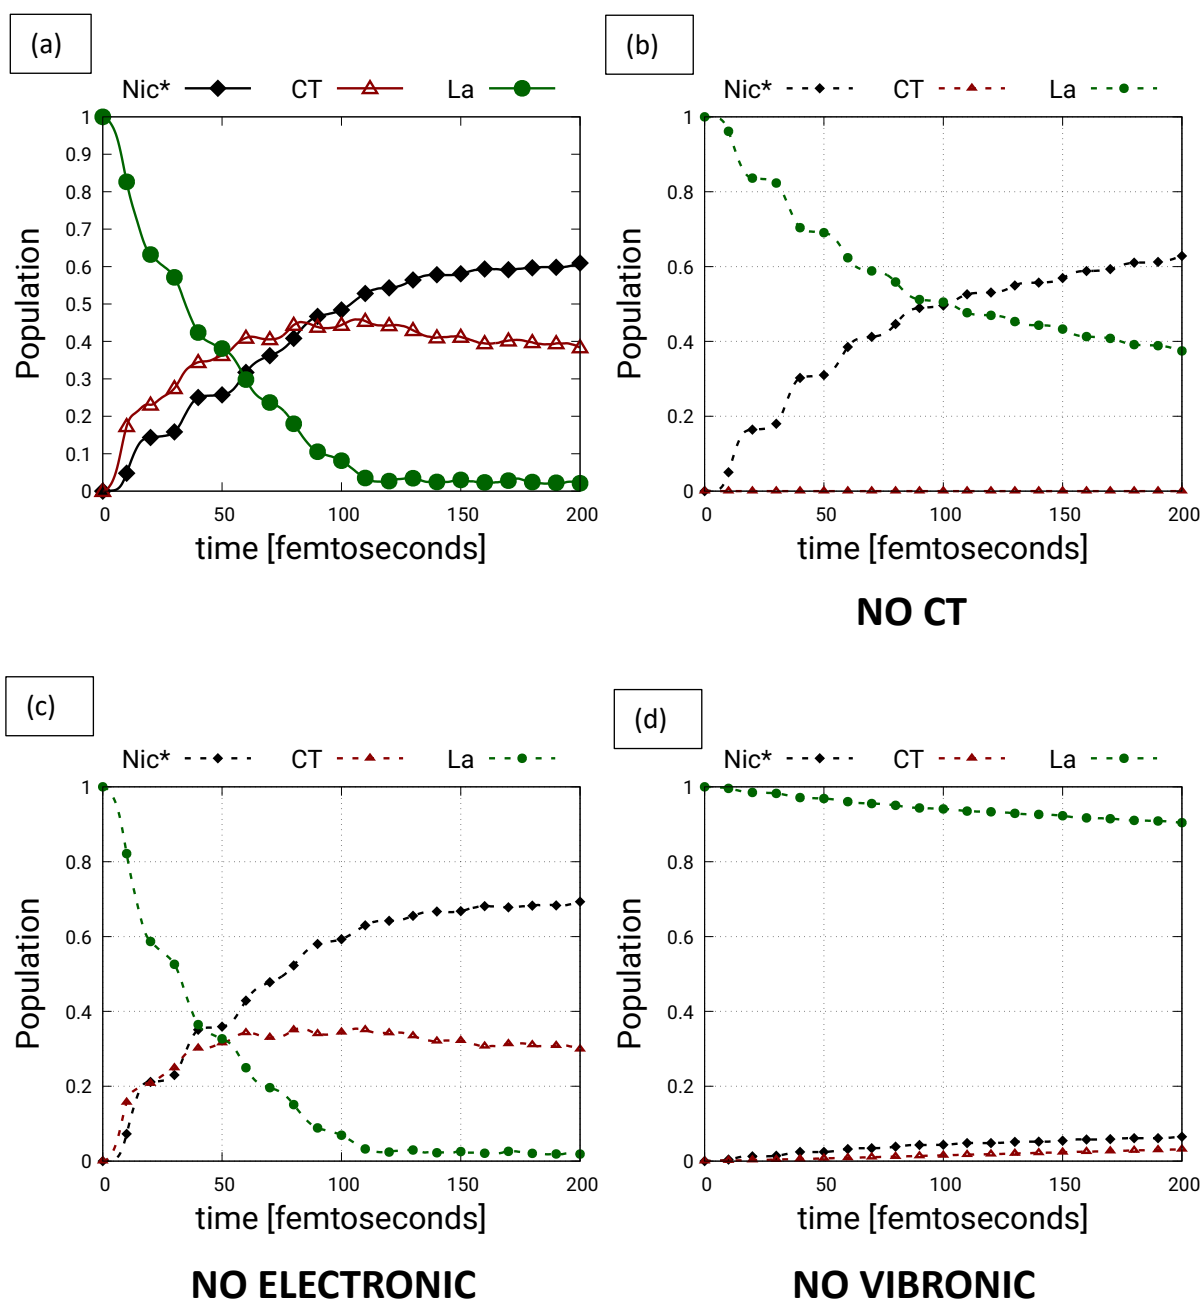 (a)
Nic* CT La
1
0.9
0.8
0.7
0.6
0.5
0.4
0.3
0.2
0.1
0
Population
0 50 100 150 200
time [femtoseconds]
(b)
Nic* CT La
1
0.8
0.6
0.4
0.2
0
Population
0 50 100 150 200
time [femtoseconds]
NO CT
(c)
Nic* CT La
1
0.8
0.6
0.4
0.2
0
Population
0 50 100 150 200
time [femtoseconds]
NO ELECTRONIC
(d)
Nic* CT La
1
0.8
0.6
0.4
0.2
0
Population
0 50 100 150 200
time [femtoseconds]
NO VIBRONIC